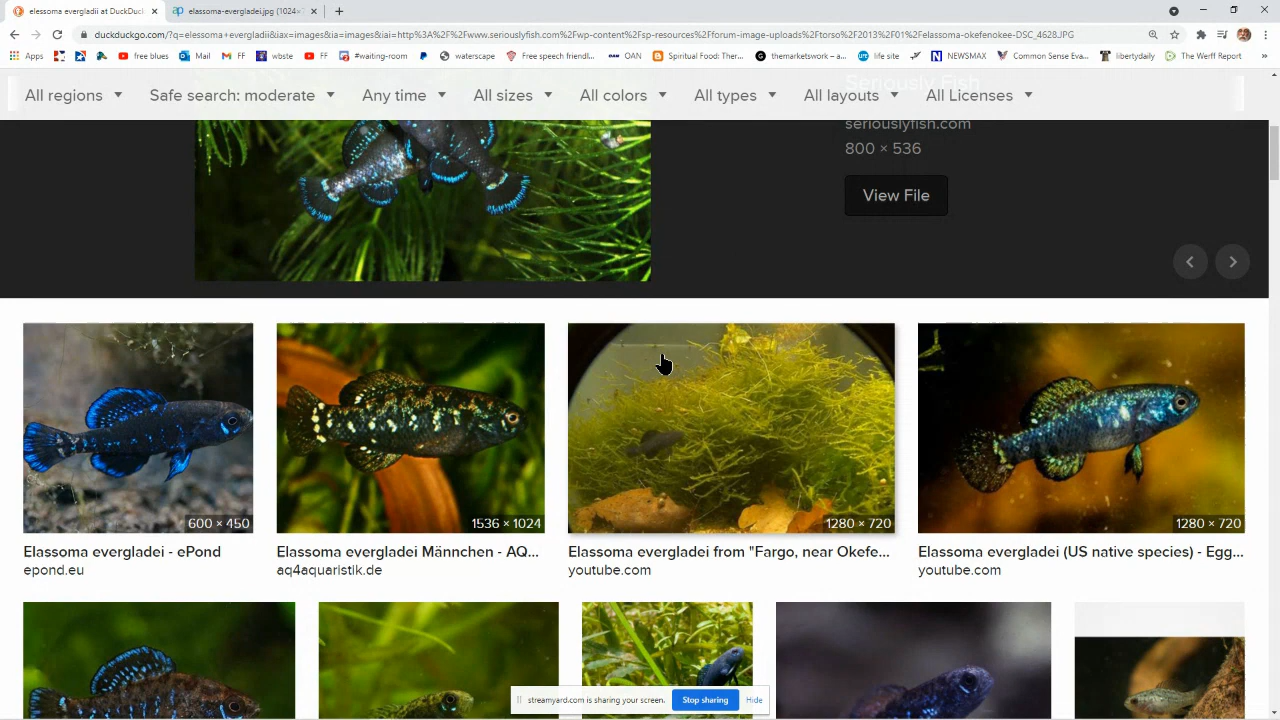 elessoma evergladii at DuckDuc
elassoma-evergladei.jpg (1024×
duckduckgo.com/?q=elessoma+evergladii&iax=images&ia=images&iai=http%3A%2F%2Fwww.seriouslyfish.com%2Fwp-content%2Fsp-resources%2Fforum-image-uploads%2Ftorso%2F2013%2F01%2Felassoma-okefenokee-DSC_4628.JPG
Apps
free blues
Mail
FF
wbste
FF
#waiting-room
waterscape
Free speech friendl...
OAN
Spiritual Food: Ther...
themarketswork – a...
life site
NEWSMAX
Common Sense Eva...
libertydaily
The Werff Report
»
All regions
Safe search: moderate
Any time
All sizes
All colors
All types
All layouts
All Licenses
Seriously Fish
seriouslyfish.com
800 × 536
View File
600 × 450
1536 × 1024
1280 × 720
1280 × 720
Elassoma evergladei - ePond
Elassoma evergladei Männchen - AQ...
Elassoma evergladei from "Fargo, near Okefe...
Elassoma evergladei (US native species) - Egg...
epond.eu
aq4aquaristik.de
youtube.com
youtube.com
streamyard.com is sharing your screen.
Stop sharing
Hide